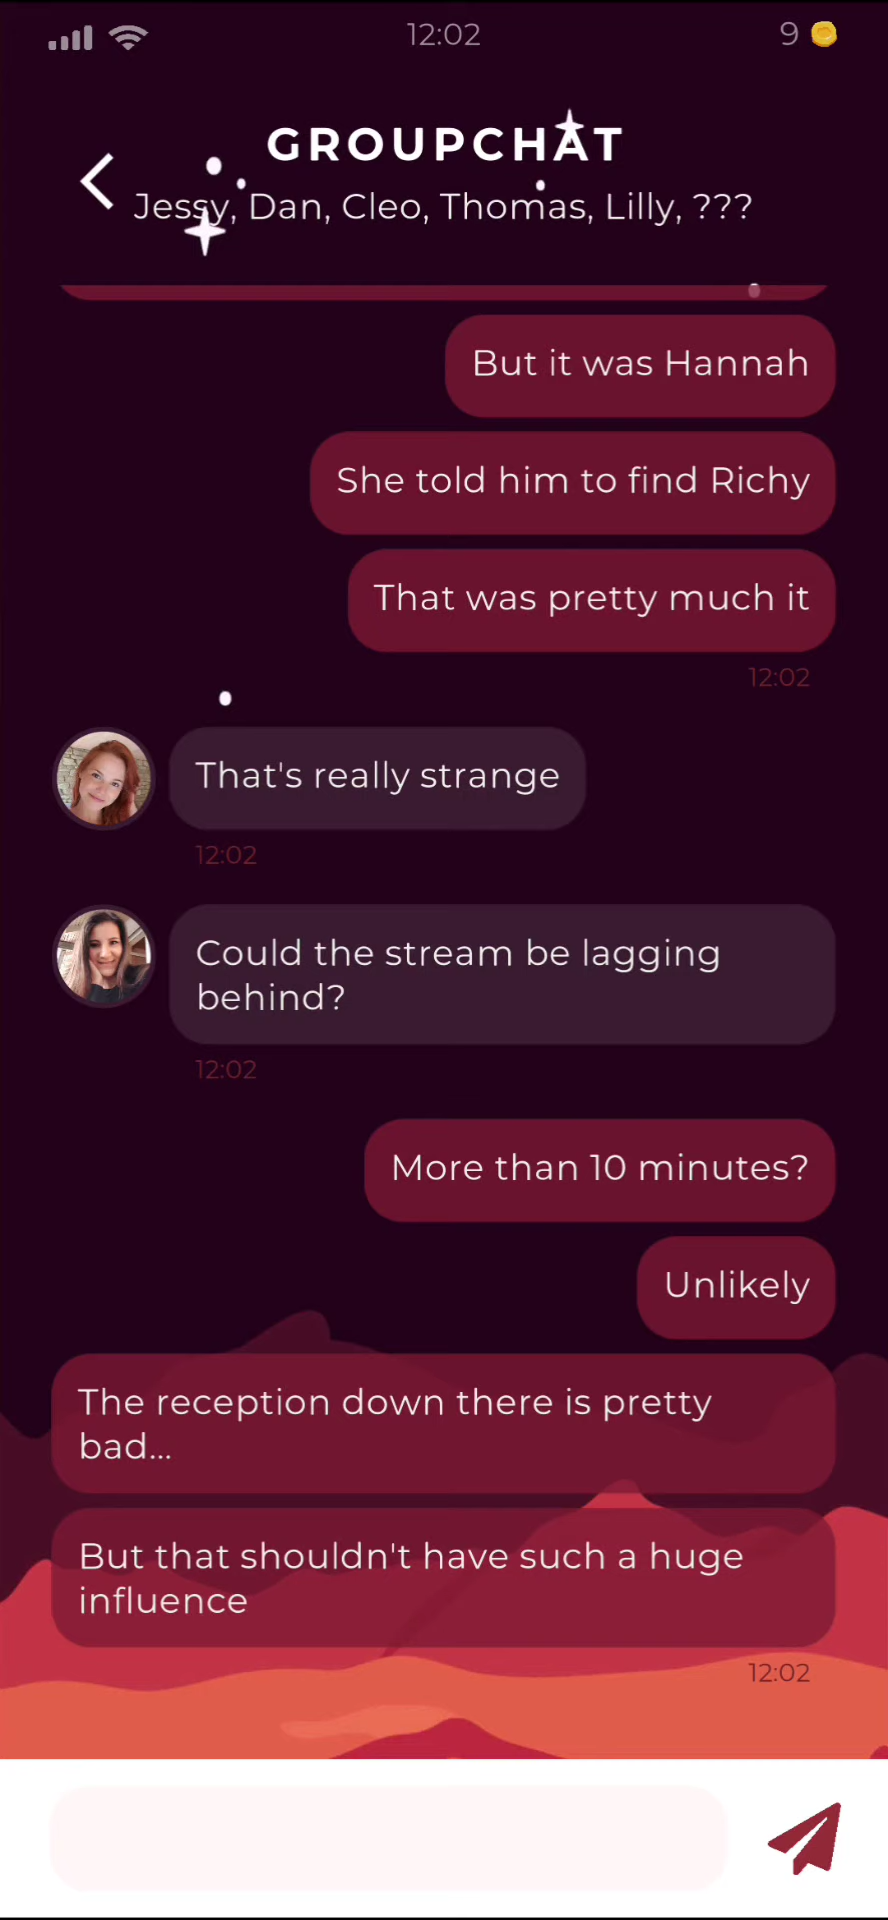 12:02
9
GROUPCHAT
Jessy, Dan, Cleo, Thomas, Lilly, ???
But it was Hannah
She told him to find Richy
That was pretty much it
12:02
That's really strange
12:02
Could the stream be lagging
behind?
12:02
More than 10 minutes?
Unlikely
The reception down there is pretty
bad...
But that shouldn't have such a huge
influence
12:02